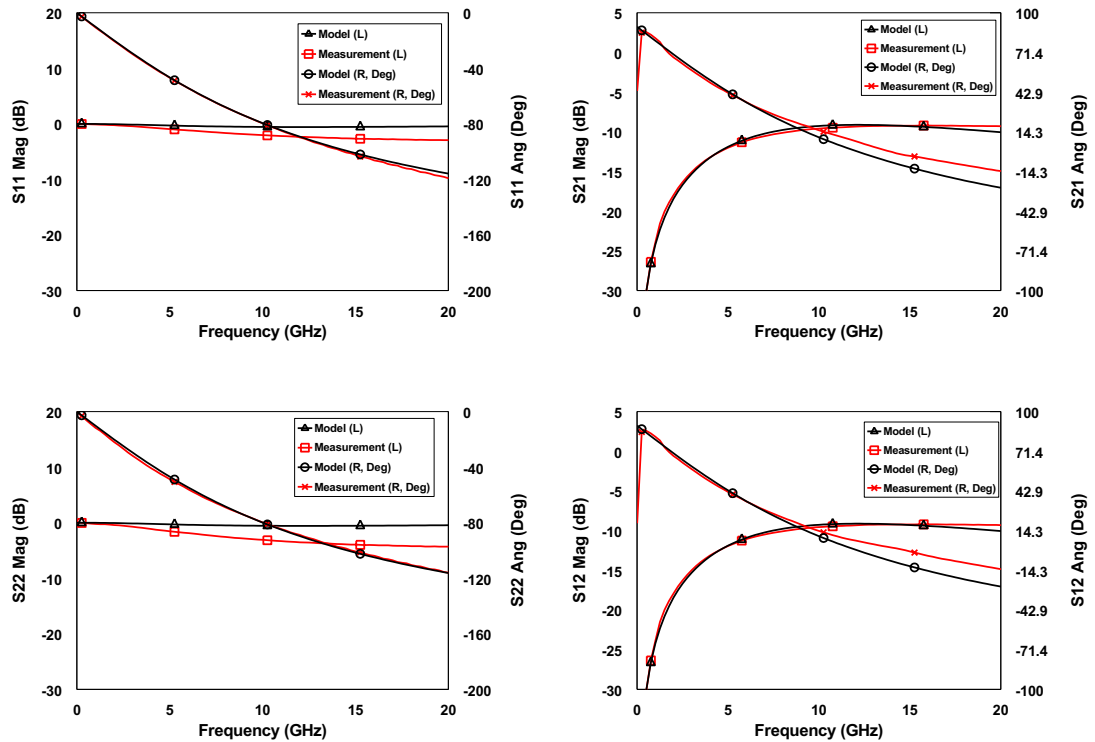 20
10
0
-10
-20
-30
S11 Mag (dB)
0
-40
-80
-120
-160
-200
S11 Ang (Deg)
0
5
10
15
20
Frequency (GHz)
Model (L)
Measurement (L)
Model (R, Deg)
Measurement (R, Deg)
5
0
-5
-10
-15
-20
-25
-30
S21 Mag (dB)
100
71.4
42.9
14.3
-14.3
-42.9
-71.4
-100
S21 Ang (Deg)
0
5
10
15
20
Frequency (GHz)
Model (L)
Measurement (L)
Model (R, Deg)
Measurement (R, Deg)
20
10
0
-10
-20
-30
S22 Mag (dB)
0
-40
-80
-120
-160
-200
S22 Ang (Deg)
0
5
10
15
20
Frequency (GHz)
Model (L)
Measurement (L)
Model (R, Deg)
Measurement (R, Deg)
5
0
-5
-10
-15
-20
-25
-30
S12 Mag (dB)
100
71.4
42.9
14.3
-14.3
-42.9
-71.4
-100
S12 Ang (Deg)
0
5
10
15
20
Frequency (GHz)
Model (L)
Measurement (L)
Model (R, Deg)
Measurement (R, Deg)